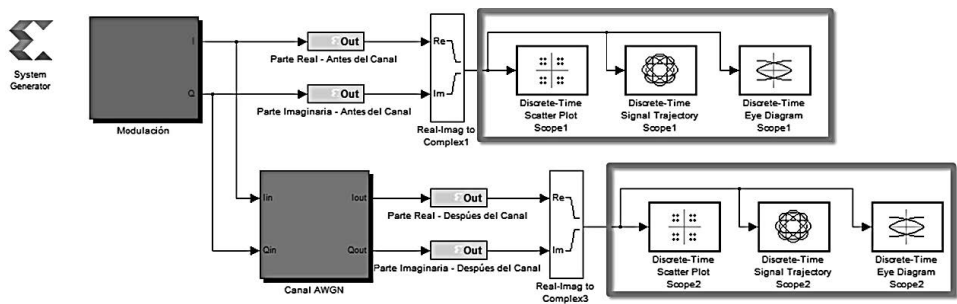 System
Generator
Modulación
I
Q
Out
Parte Real - Antes del Canal
Out
Parte Imaginaria - Antes del Canal
Re
Im
Real-Imag to
Complex1
Discrete-Time
Scatter Plot
Scope1
Discrete-Time
Signal Trajectory
Scope1
Discrete-Time
Eye Diagram
Scope1
Iin
Qin
Iout
Qout
Canal AWGN
Out
Parte Real - Despúes del Canal
Out
Parte Imaginaria - Despúes del Canal
Re
Im
Real-Imag to
Complex3
Discrete-Time
Scatter Plot
Scope2
Discrete-Time
Signal Trajectory
Scope2
Discrete-Time
Eye Diagram
Scope2